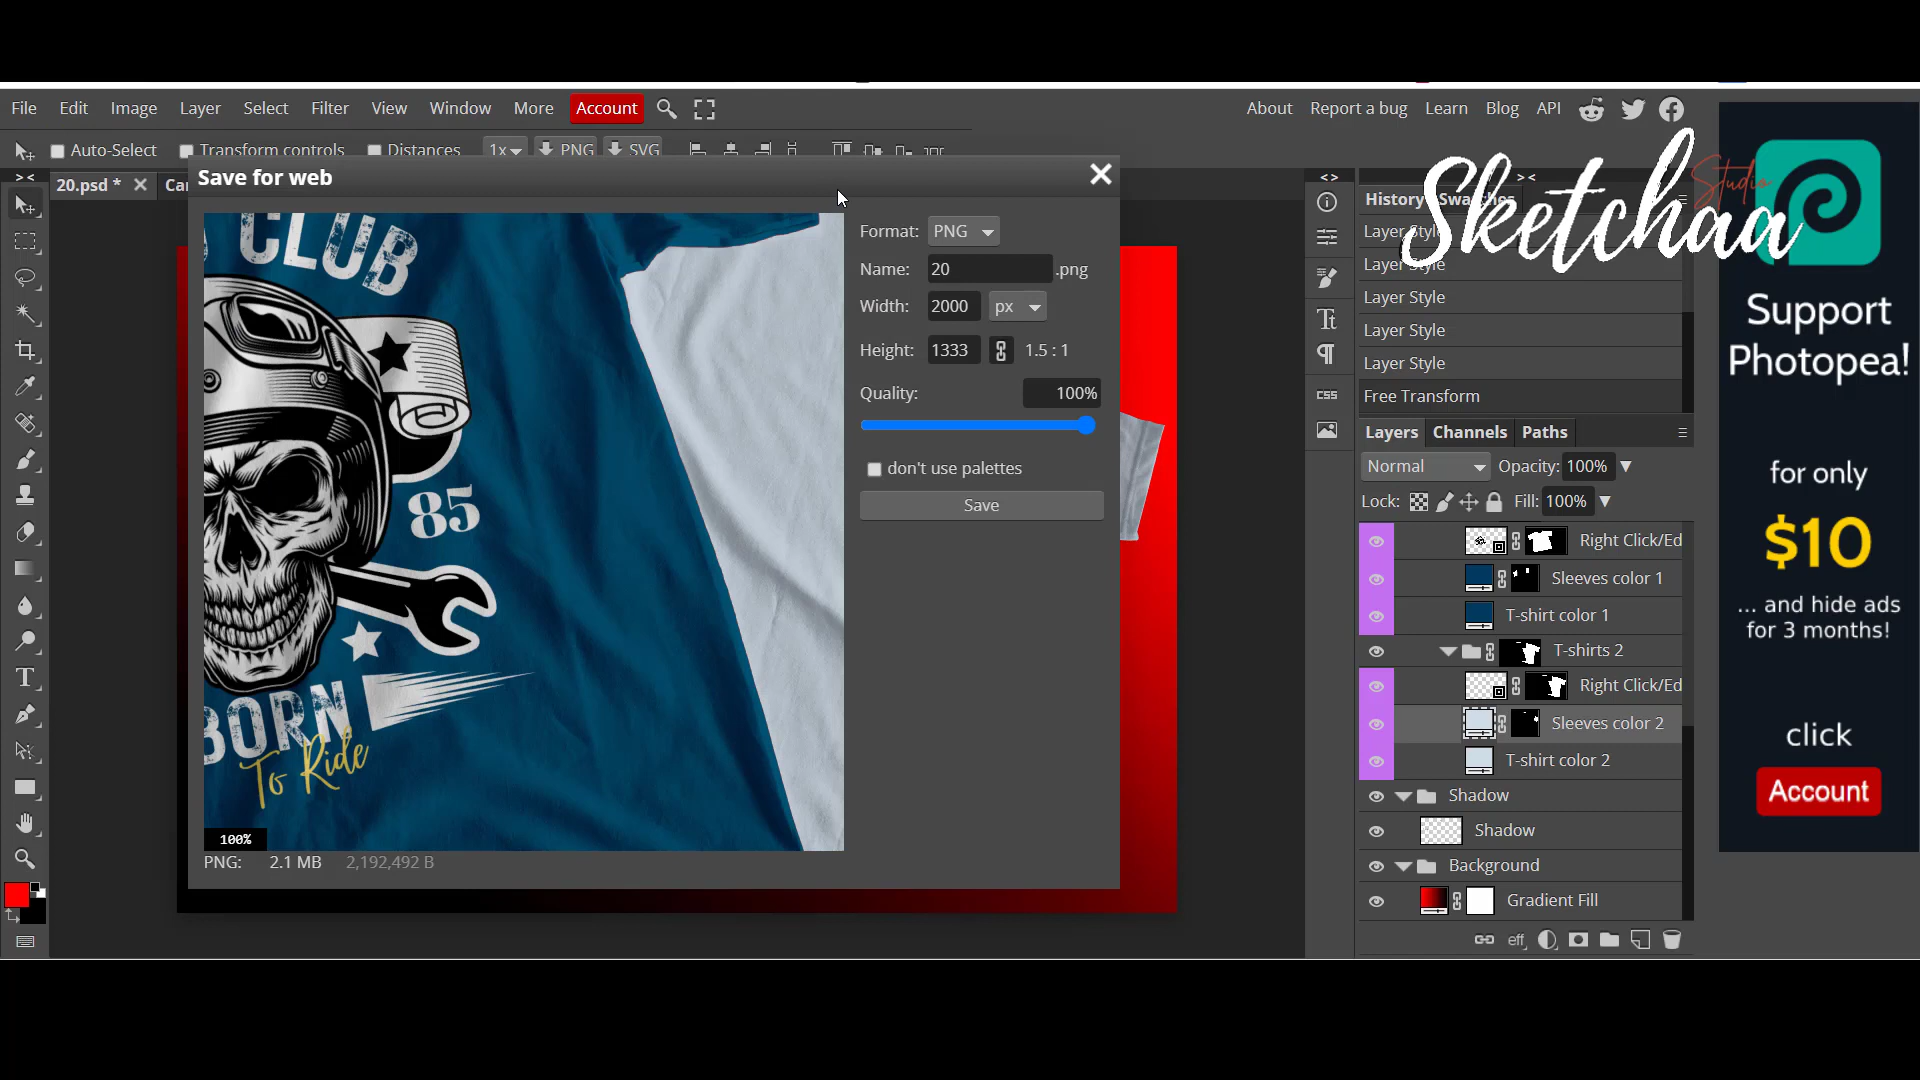 File Edit Image Layer Select Filter View Window More Account
About Report a bug Learn Blog API
Auto-Select Transform controls Distances 1x PNG SVG
20.psd *
Save for web
Format: PNG
Name: 20 .png
Width: 2000 px
Height: 1333 1.5 : 1
Quality: 100%
don't use palettes
Save
CLUB
85
BORN
To Ride
100%
PNG: 2.1 MB 2,192,492 B
> <
< >
> <
History Swatches
Layer Style
Layer Style
Layer Style
Layer Style
Layer Style
Free Transform
CSS
Layers Channels Paths
Normal Opacity: 100%
Lock: Fill: 100%
Right Click/Ed
Sleeves color 1
T-shirt color 1
T-shirts 2
Right Click/Ed
Sleeves color 2
T-shirt color 2
Shadow
Shadow
Background
Gradient Fill
eff
Sketchaa
Studio
Support
Photopea!
for only
$10
... and hide ads
for 3 months!
click
Account